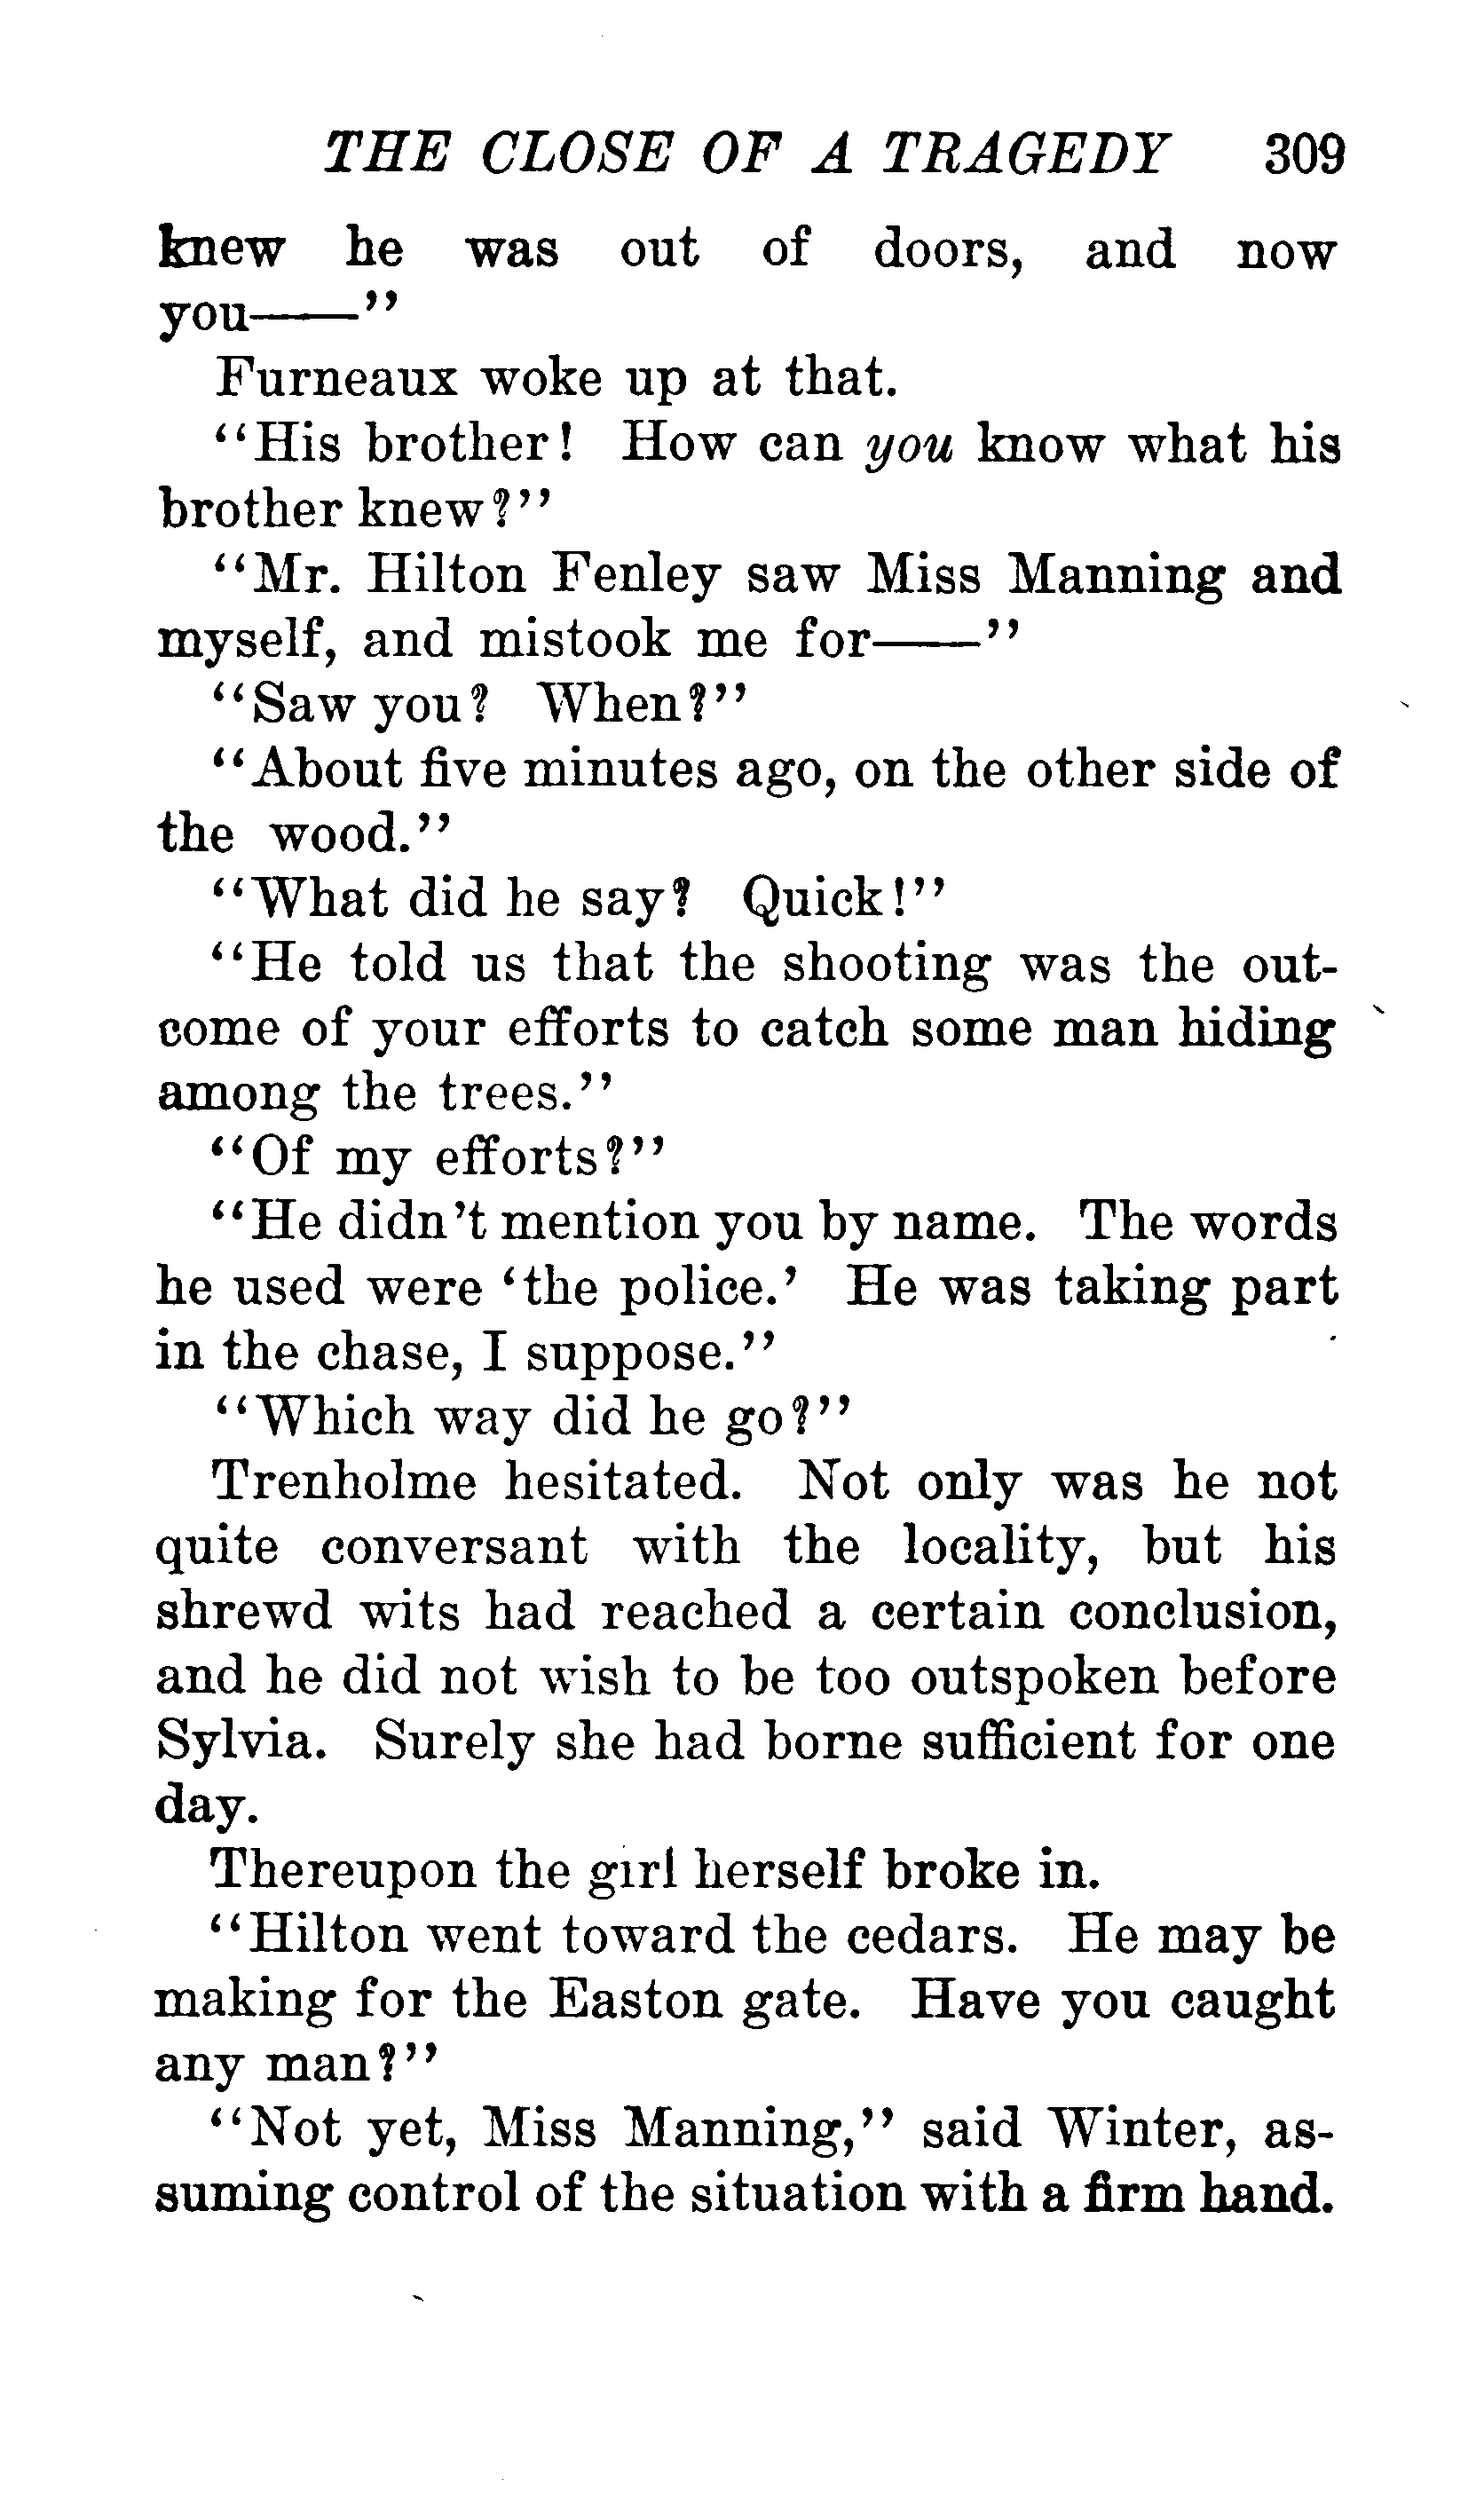 THE CLOSE OF A TRAGEDY 309
knew he was out of doors, and now
you——"
Furneaux woke up at that.
"His brother! How can you know what his
brother knew?"
"Mr. Hilton Fenley saw Miss Manning and
myself, and mistook me for——"
"Saw you? When?"
"About five minutes ago, on the other side of
the wood."
"What did he say? Quick!"
"He told us that the shooting was the out-
come of your efforts to catch some man hiding
among the trees."
"Of my efforts?"
"He didn't mention you by name. The words
he used were 'the police.' He was taking part
in the chase, I suppose."
"Which way did he go?"
Trenholme hesitated. Not only was he not
quite conversant with the locality, but his
shrewd wits had reached a certain conclusion,
and he did not wish to be too outspoken before
Sylvia. Surely she had borne sufficient for one
day.
Thereupon the girl herself broke in.
"Hilton went toward the cedars. He may be
making for the Easton gate. Have you caught
any man?"
"Not yet, Miss Manning," said Winter, as-
suming control of the situation with a firm hand.